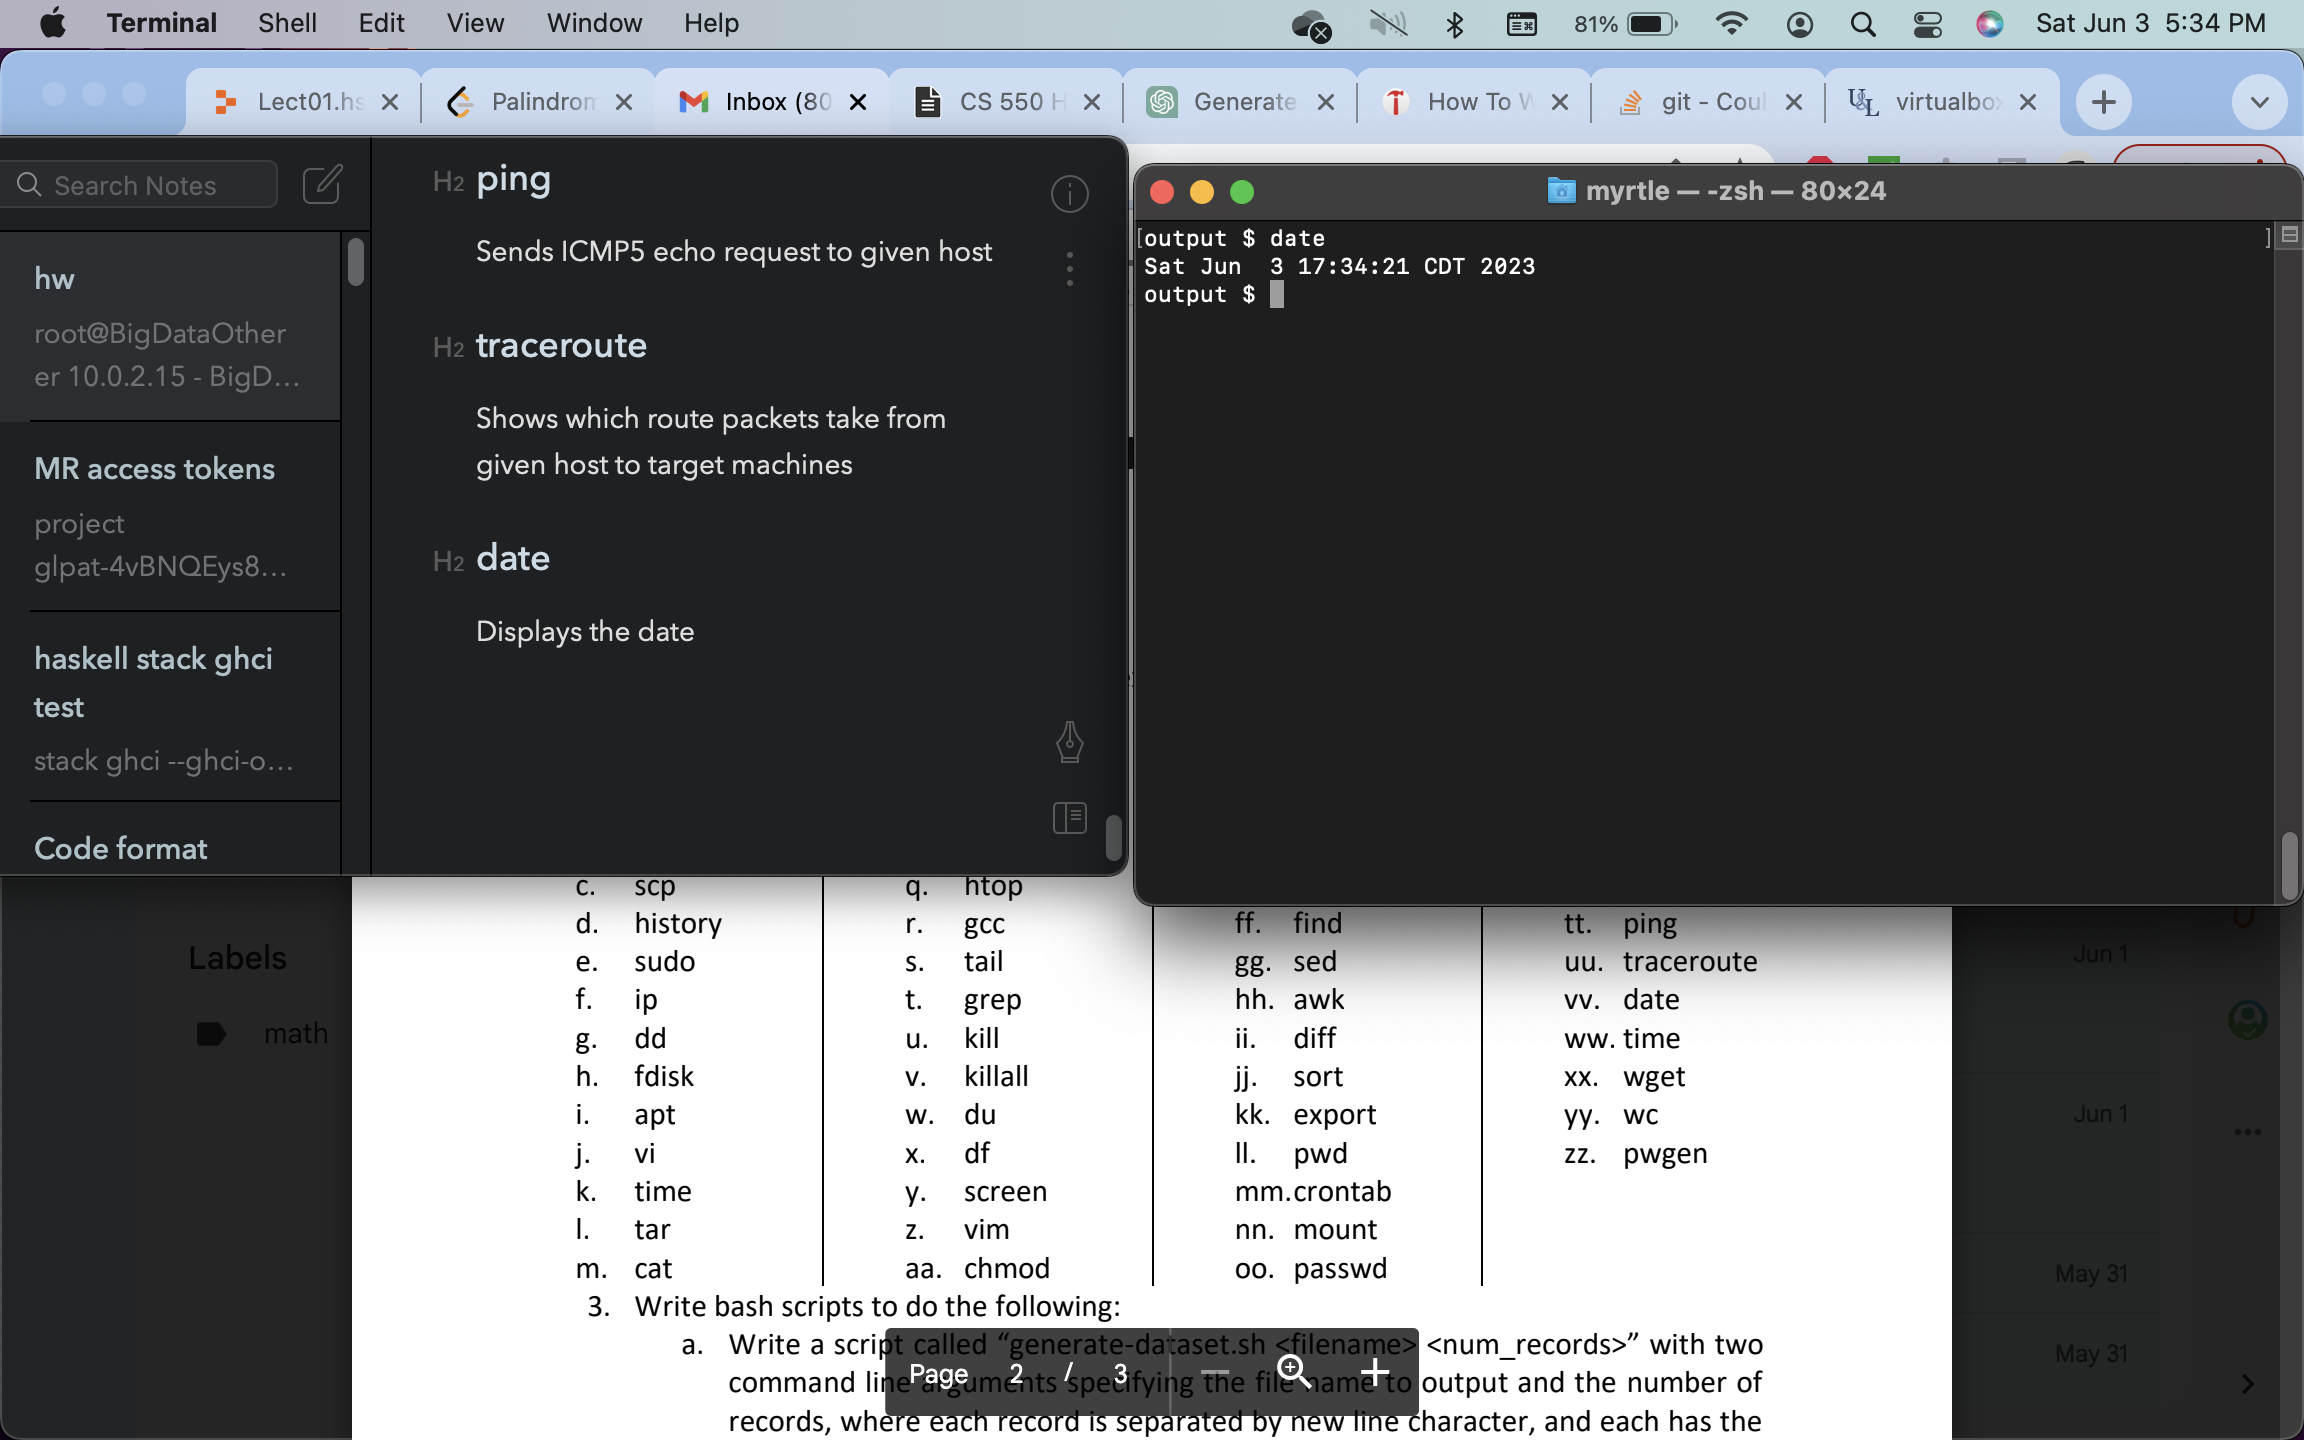 Terminal Shell Edit View Window Help 81% Sat Jun 3 5:34 PM
Lect01.hs Palindrom Inbox (80 CS 550 H Generate How To W git - Coul virtualbox
Search Notes
hw
root@BigDataOther
er 10.0.2.15 - BigD...
MR access tokens
project
glpat-4vBNQEys8...
haskell stack ghci
test
stack ghci --ghci-o...
Code format
H2 ping
Sends ICMP5 echo request to given host
H2 traceroute
Shows which route packets take from
given host to target machines
H2 date
Displays the date
myrtle — -zsh — 80×24
[output $ date ]
Sat Jun  3 17:34:21 CDT 2023
output $
Labels
math
c. scp
d. history
e. sudo
f. ip
g. dd
h. fdisk
i. apt
j. vi
k. time
l. tar
m. cat
q. htop
r. gcc
s. tail
t. grep
u. kill
v. killall
w. du
x. df
y. screen
z. vim
aa. chmod
ff. find
gg. sed
hh. awk
ii. diff
jj. sort
kk. export
ll. pwd
mm. crontab
nn. mount
oo. passwd
tt. ping
uu. traceroute
vv. date
ww. time
xx. wget
yy. wc
zz. pwgen
3. Write bash scripts to do the following:
a. Write a script called “generate-dataset.sh <filename> <num_records>” with two
command line arguments specifying the file name to output and the number of
records, where each record is separated by new line character, and each has the
Page 2 / 3
Jun 1
Jun 1
May 31
May 31